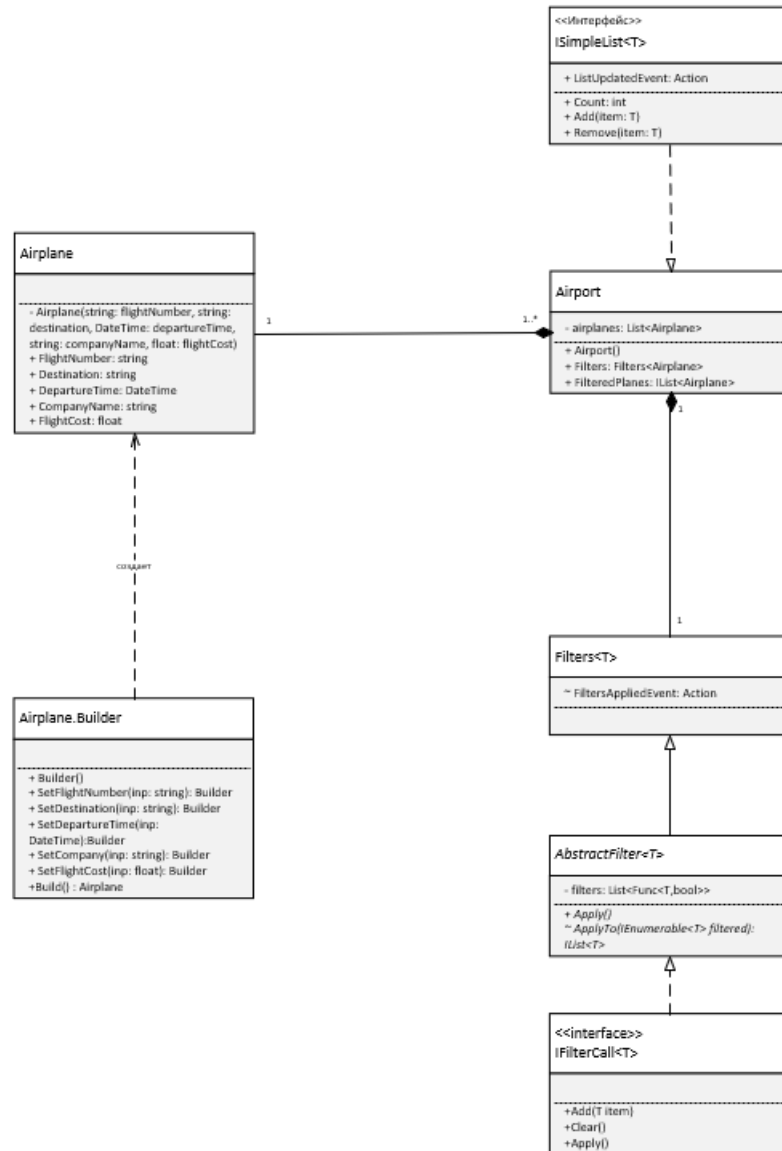 <<Интерфейс>>
ISimpleList<T>
+ ListUpdatedEvent: Action
+ Count: int
+ Add(item: T)
+ Remove(item: T)
Airplane
- Airplane(string: flightNumber, string:
destination, DateTime: departureTime,
string: companyName, float: flightCost)
+ FlightNumber: string
+ Destination: string
+ DepartureTime: DateTime
+ CompanyName: string
+ FlightCost: float
1
1..*
Airport
- airplanes: List<Airplane>
+ Airport()
+ Filters: Filters<Airplane>
+ FilteredPlanes: IList<Airplane>
1
создает
1
Filters<T>
~ FiltersAppliedEvent: Action
Airplane.Builder
+ Builder()
+ SetFlightNumber(inp: string): Builder
+ SetDestination(inp: string): Builder
+ SetDepartureTime(inp:
DateTime):Builder
+ SetCompany(inp: string): Builder
+ SetFlightCost(inp: float): Builder
+Build() : Airplane
AbstractFilter<T>
- filters: List<Func<T,bool>>
+ Apply()
~ ApplyTo(IEnumerable<T> filtered):
IList<T>
<<interface>>
IFilterCall<T>
+Add(T item)
+Clear()
+Apply()